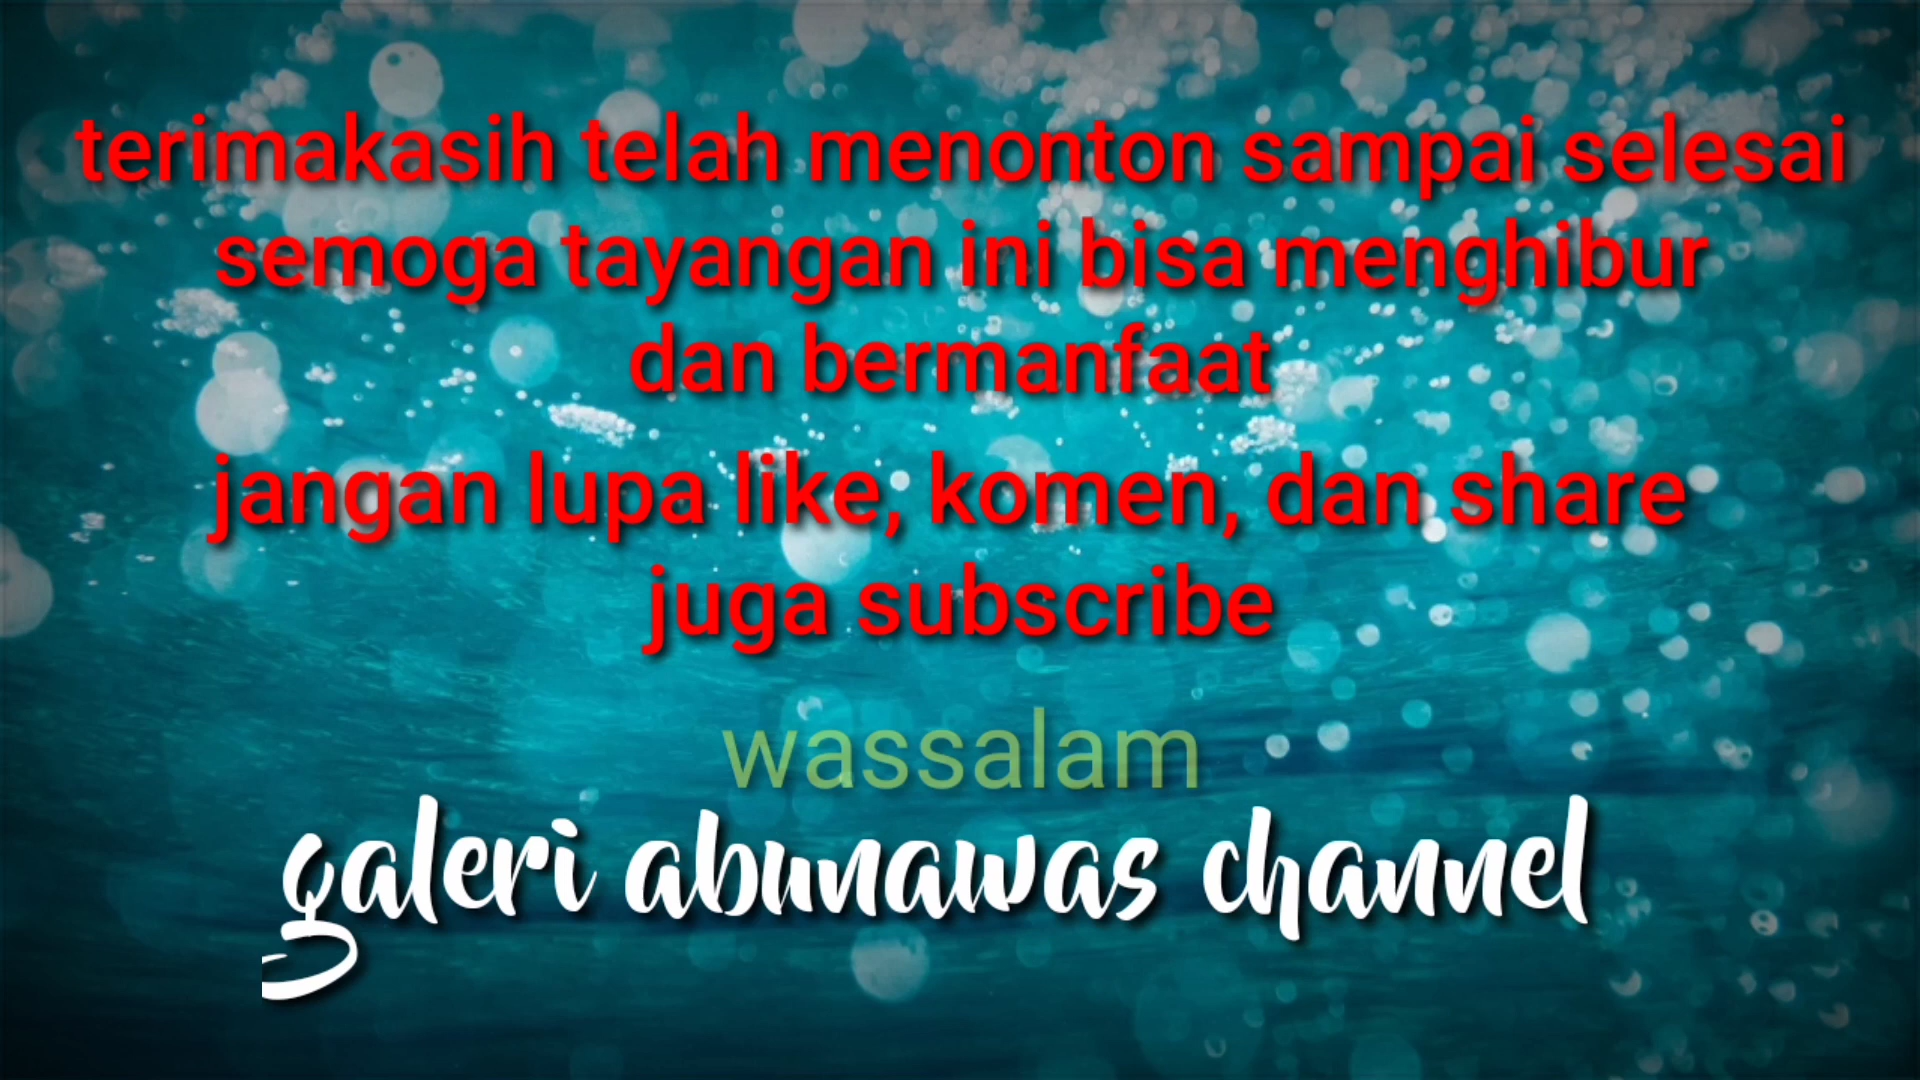 terimakasih telah menonton sampai selesai
semoga tayangan ini bisa menghibur
dan bermanfaat
jangan lupa like, komen, dan share
juga subscribe
wassalam
galeri abunawas channel